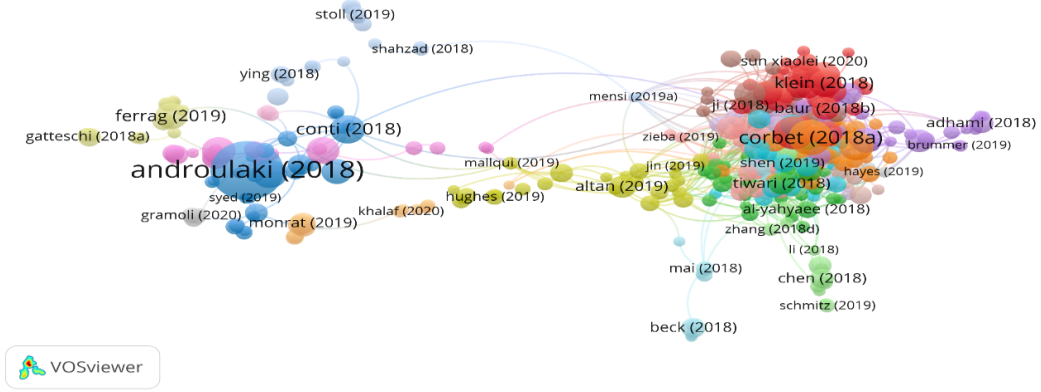 stoll (2019)
shahzad (2018)
sun xiaolei (2020)
ying (2018)
klein (2018)
mensi (2019a)
ji (2018)
baur (2018b)
ferrag (2019)
conti (2018)
adhami (2018)
gatteschi (2018a)
zieba (2019)
corbet (2018a)
brummer (2019)
androulaki (2018)
mallqui (2019)
jin (2019)
shen (2019)
hayes (2019)
altan (2019)
tiwari (2018)
syed (2019)
hughes (2019)
gramoli (2020)
monrat (2019)
khalaf (2020)
al-yahyaee (2018)
zhang (2018d)
li (2018)
mai (2018)
chen (2018)
schmitz (2019)
beck (2018)
VOSviewer